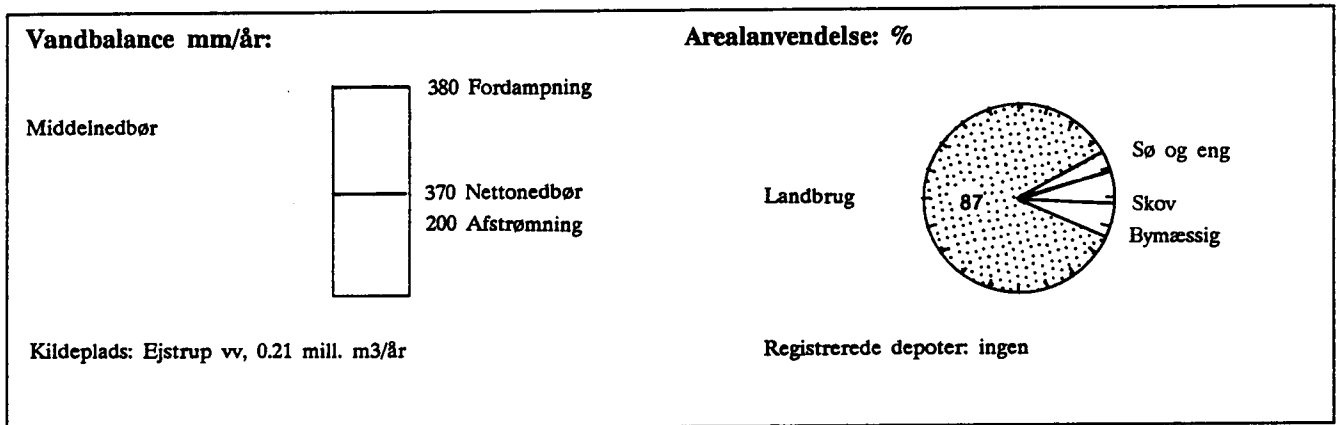 Vandbalance mm/år:
Arealanvendelse: %
380 Fordampning
Middelnedbør
370 Nettonedbør
200 Afstrømning
Sø og eng
Landbrug
87
Skov
Bymæssig
Kildeplads: Ejstrup vv, 0.21 mill. m3/år
Registrerede depoter: ingen